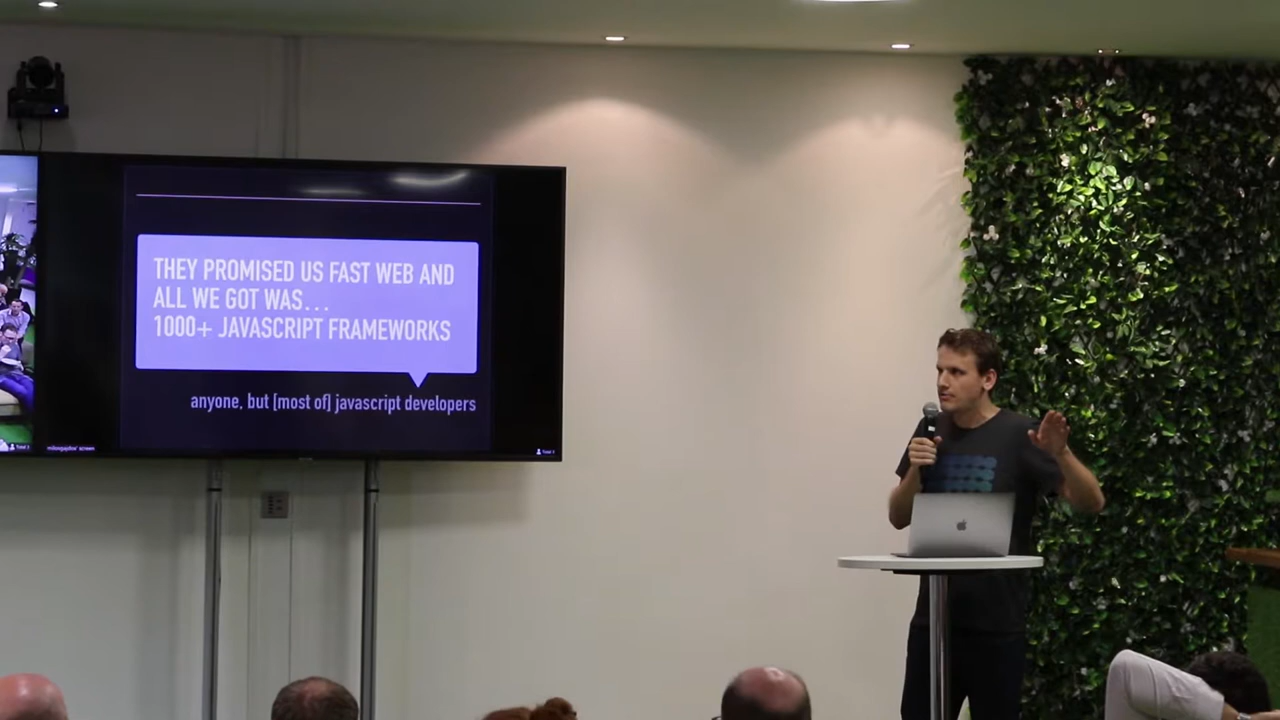 THEY PROMISED US FAST WEB AND
ALL WE GOT WAS...
1000+ JAVASCRIPT FRAMEWORKS
anyone, but [most of] javascript developers